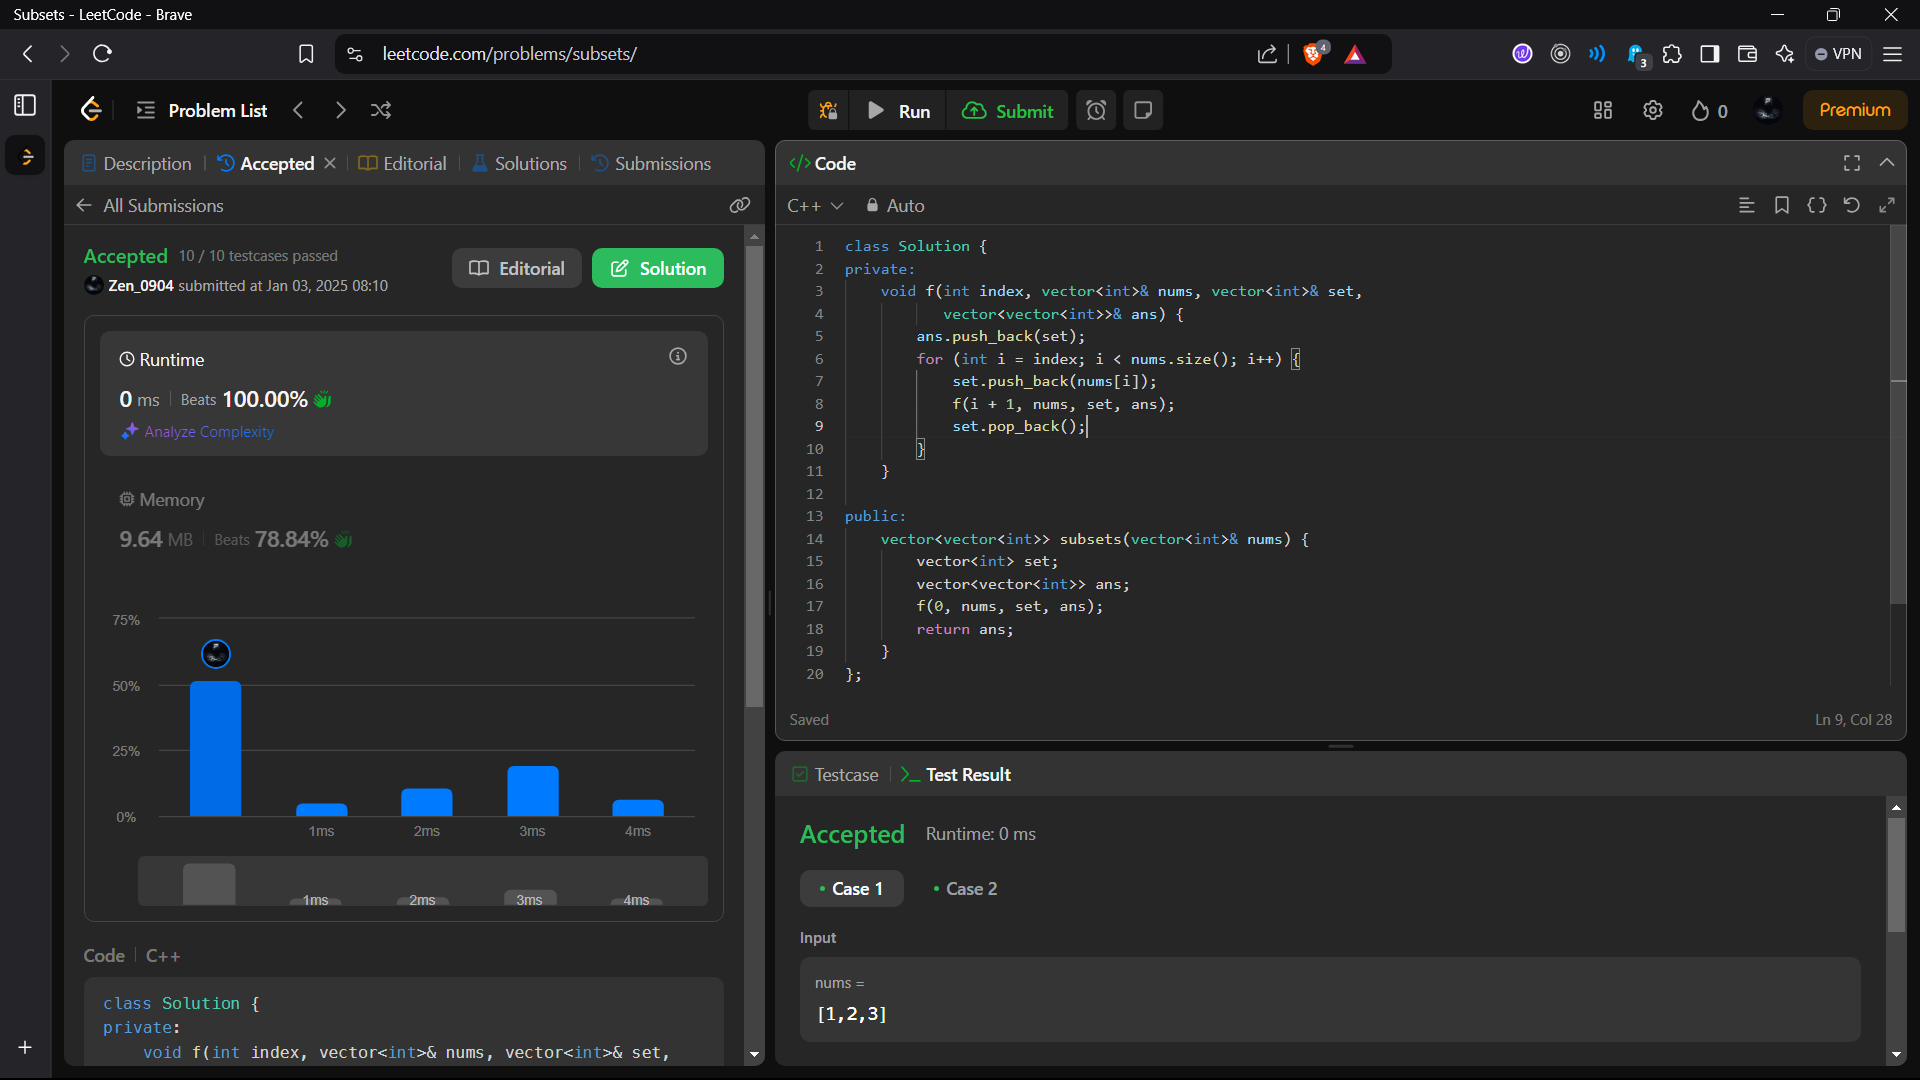 Subsets - LeetCode - Brave
leetcode.com/problems/subsets/
4
3
VPN
Problem List
Run
Submit
0
Premium
Description
Accepted
Editorial
Solutions
Submissions
All Submissions
Accepted 10 / 10 testcases passed
Zen_0904 submitted at Jan 03, 2025 08:10
Editorial
Solution
Runtime
0 ms Beats 100.00%
Analyze Complexity
Memory
9.64 MB Beats 78.84%
75%
50%
25%
0%
1ms 2ms 3ms 4ms
1ms 2ms 3ms 4ms
Code C++
class Solution {
private:
void f(int index, vector<int>& nums, vector<int>& set,
</> Code
C++ Auto
1 class Solution {
2 private:
3 void f(int index, vector<int>& nums, vector<int>& set,
4 vector<vector<int>>& ans) {
5 ans.push_back(set);
6 for (int i = index; i < nums.size(); i++) {
7 set.push_back(nums[i]);
8 f(i + 1, nums, set, ans);
9 set.pop_back();
10 }
11 }
12
13 public:
14 vector<vector<int>> subsets(vector<int>& nums) {
15 vector<int> set;
16 vector<vector<int>> ans;
17 f(0, nums, set, ans);
18 return ans;
19 }
20 };
Saved
Ln 9, Col 28
Testcase
Test Result
Accepted Runtime: 0 ms
Case 1
Case 2
Input
nums =
[1,2,3]